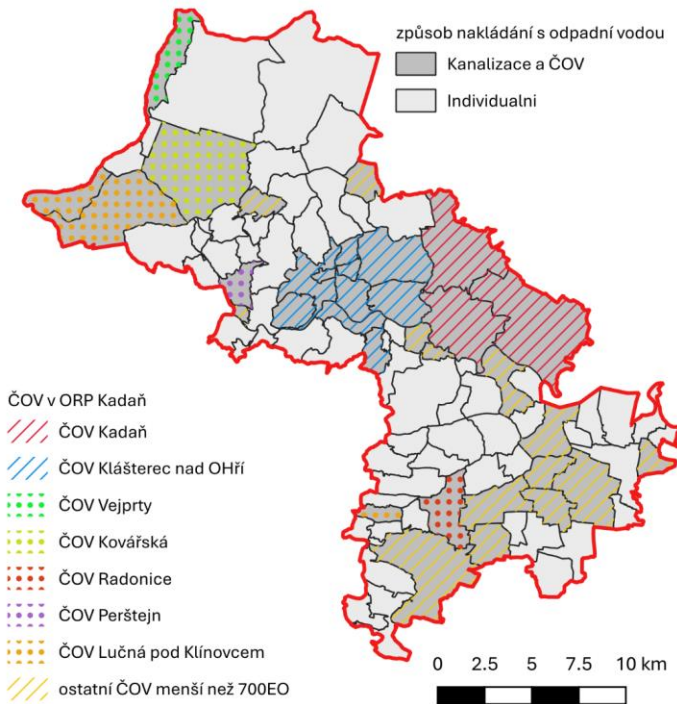 způsob nakládání s odpadní vodou
Kanalizace a ČOV
Individualni
ČOV v ORP Kadaň
ČOV Kadaň
ČOV Klášterec nad OHří
ČOV Vejprty
ČOV Kovářská
ČOV Radonice
ČOV Perštejn
ČOV Lučná pod Klínovcem
ostatní ČOV menší než 700EO
0 2.5 5 7.5 10 km